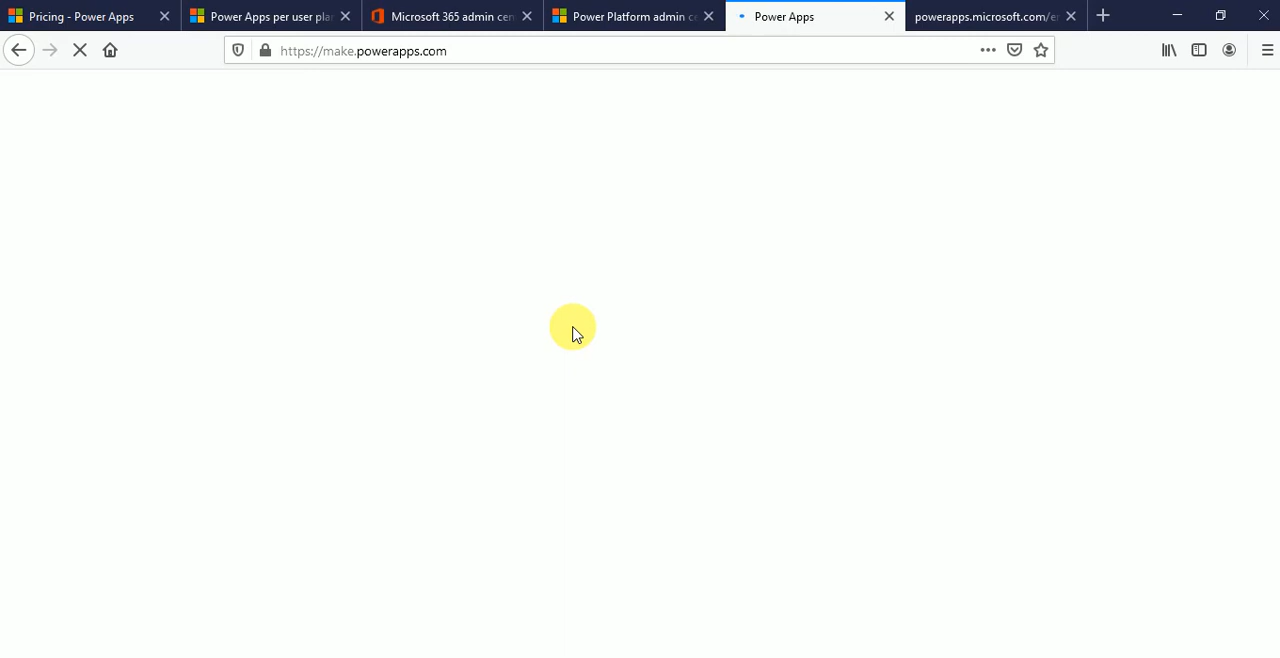 Pricing - Power Apps
Power Apps per user pla
Microsoft 365 admin cen
Power Platform admin ce
Power Apps
powerapps.microsoft.com/e
https://make.powerapps.com